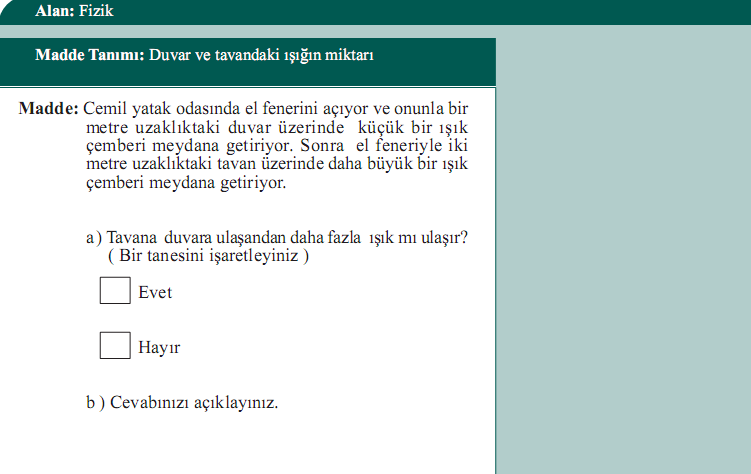 Alan: Fizik
Madde Tanımı: Duvar ve tavandaki ışığın miktarı
Madde: Cemil yatak odasında el fenerini açıyor ve onunla bir
metre uzaklıktaki duvar üzerinde küçük bir ışık
çemberi meydana getiriyor. Sonra el feneriyle iki
metre uzaklıktaki tavan üzerinde daha büyük bir ışık
çemberi meydana getiriyor.
a) Tavana duvara ulaşandan daha fazla ışık mı ulaşır?
( Bir tanesini işaretleyiniz )
Evet
Hayır
b ) Cevabınızı açıklayınız.